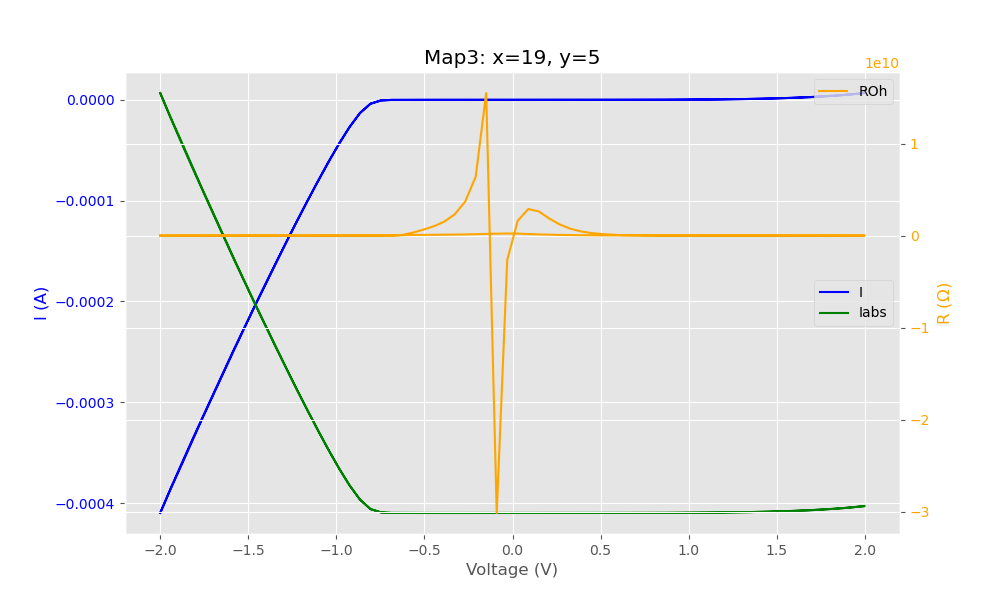 Map3: x=19, y=5
1e10
0.0000
−0.0001
−0.0002
−0.0003
−0.0004
I (A)
ROh
I
Iabs
1
0
−1
−2
−3
R (Ω)
−2.0 −1.5 −1.0 −0.5 0.0 0.5 1.0 1.5 2.0
Voltage (V)